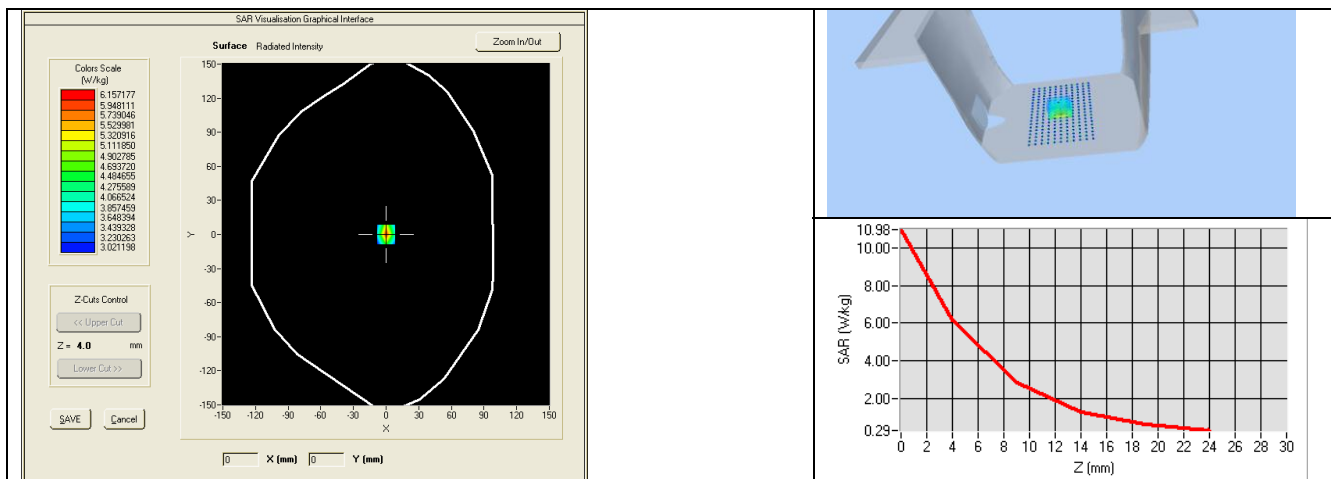 SAR Visualisation Graphical Interface
Surface Radiated Intensity
Zoom In/Out
Colors Scale
(W/kg)
6.157177
5.948111
5.739046
5.529981
5.320916
5.111850
4.902785
4.693720
4.484655
4.275589
4.066524
3.857459
3.648394
3.439328
3.230263
3.021198
Z-Cuts Control
<< Upper Cut
Z = 4.0 mm
Lower Cut >>
SAVE
Cancel
150
120
90
60
30
0
-30
-60
-90
-120
-150
Y
-150 -120 -90 -60 -30 0 30 60 90 120 150
X
0 X (mm) 0 Y (mm)
10.98
10.00
8.00
6.00
4.00
2.00
0.29
SAR (W/kg)
0 2 4 6 8 10 12 14 16 18 20 22 24 26 28 30
Z (mm)